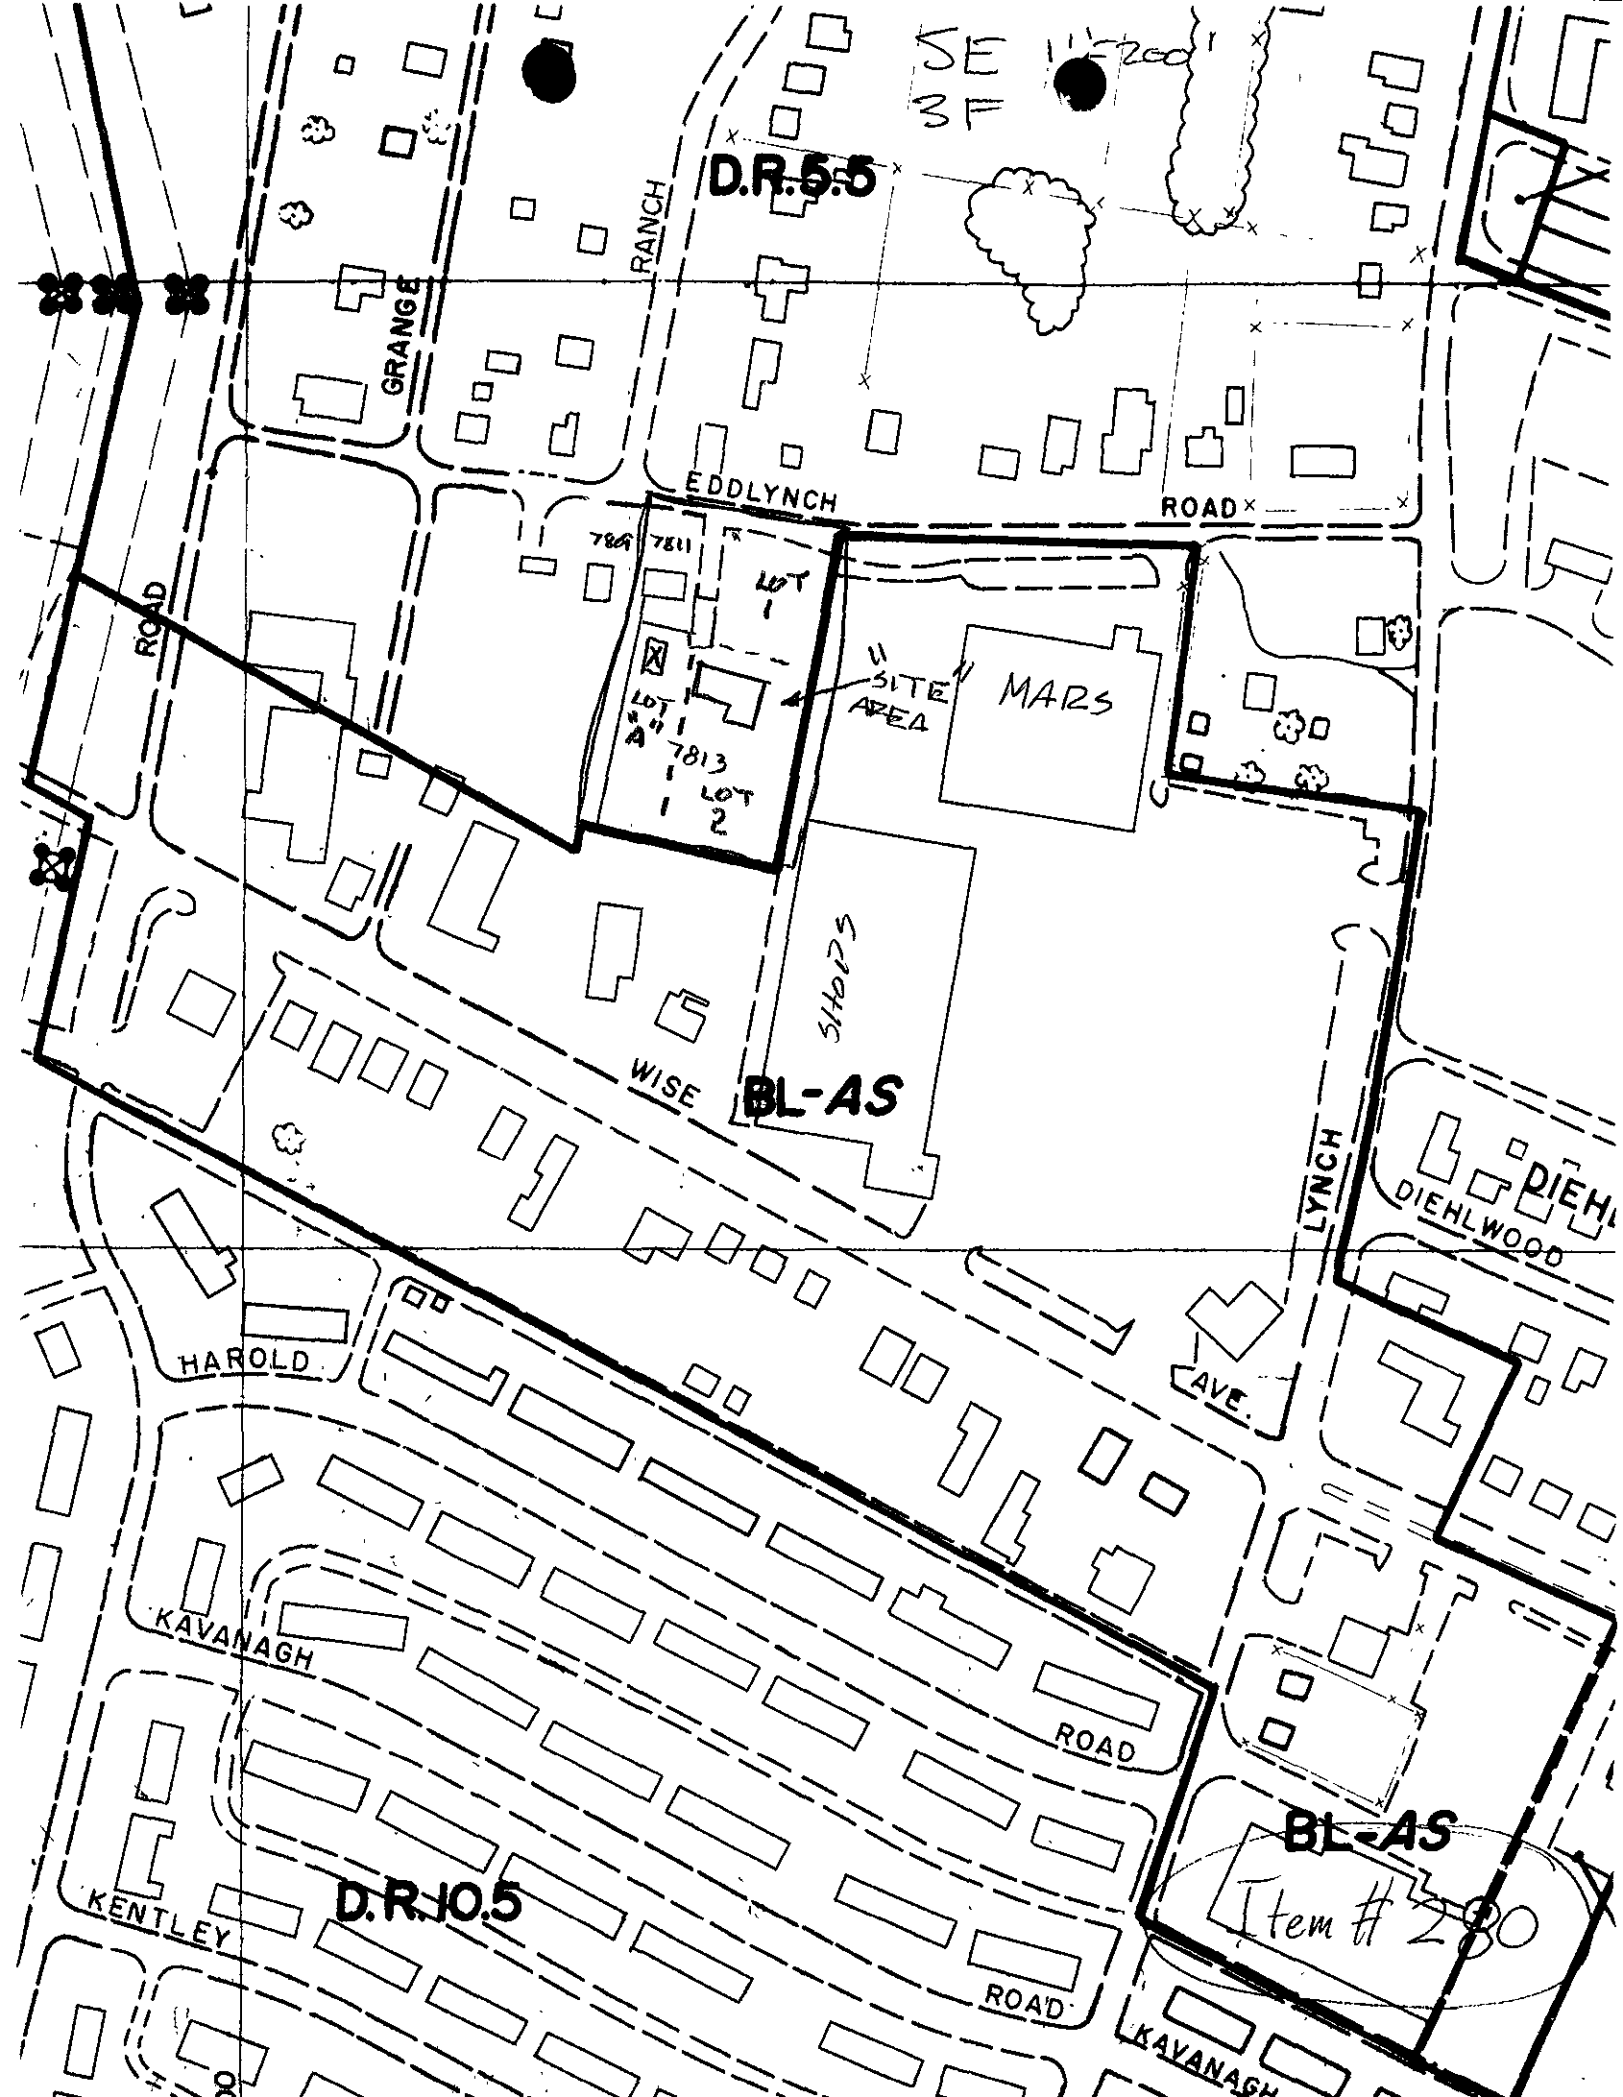 SE 1"=200'
3F
D.R.5.5
RANCH
GRANGE
EDDLYNCH
ROAD
7809 7811
LOT
1
ROAD
"SITE"
AREA
MARS
LOT
"A"
7813
LOT
2
SHOPS
WISE
BL-AS
LYNCH
DIEHLWOOD
HAROLD
AVE.
KAVANAGH
ROAD
BL-AS
D.R.10.5
Item # 280
KENTLEY
ROAD
KAVANAGH